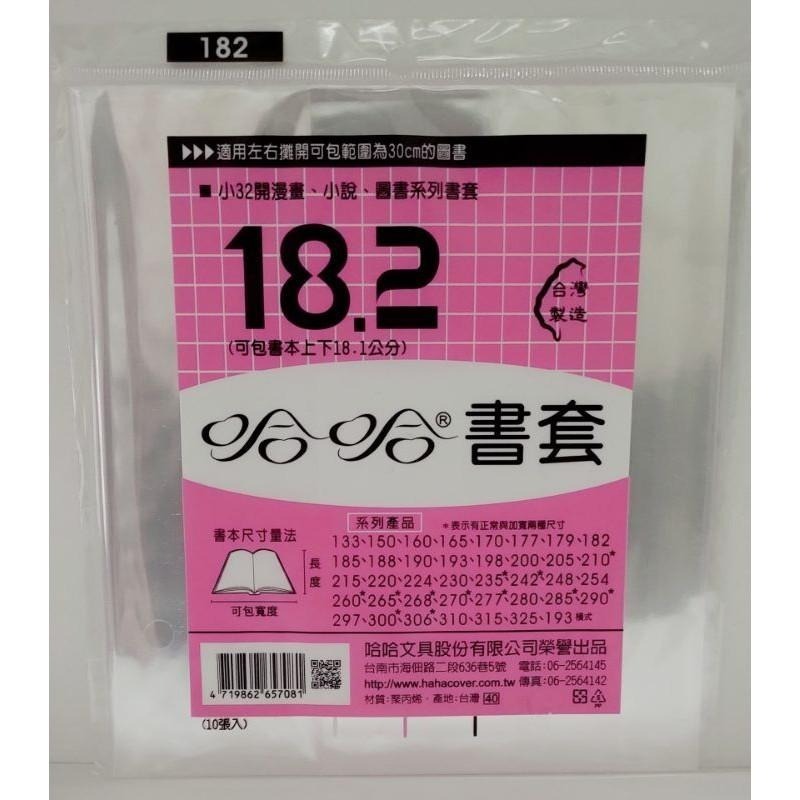 182
▶▶▶適用左右攤開可包範圍為30cm的圖書
■ 小32開漫畫、小說、圖書系列書套
18.2
(可包書本上下18.1公分)
台灣
製造
哈哈®書套
書本尺寸量法
長度
可包寬度
系列產品 *表示有正常與加寬兩種尺寸
133、150、160、165、170、177、179、182
185、188、190、193、198、200、205、210*
215、220、224、230、235*242*248、254
260*265*268*270*277*280、285*290*
297、300*306*310、315、325、193橫式
哈哈文具股份有限公司榮譽出品
台南市海佃路二段636巷5號 電話:06-2564145
http://www.hahacover.com.tw 傳真:06-2564142
材質:聚丙烯‧產地:台灣 40
PP
4719862657081
(10張入)